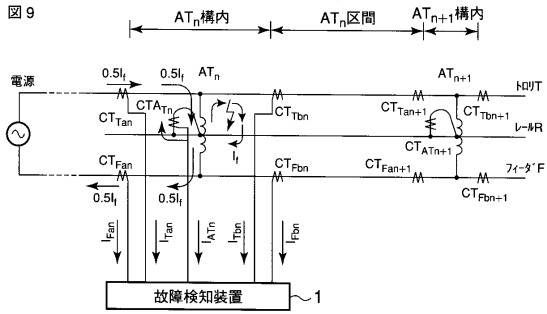 図9
ATn構内
ATn区間
ATn+1構内
電源
0.5If
0.5If
ATn
ATn+1
CTATn
CTTan
CTTbn
CTTan+1
CTTbn+1
トロリT
レールR
CTATn+1
If
CTFan
CTFbn
CTFan+1
CTFbn+1
フィーダF
0.5If
0.5If
IFan
ITan
IATn
ITbn
IFbn
故障検知装置
1